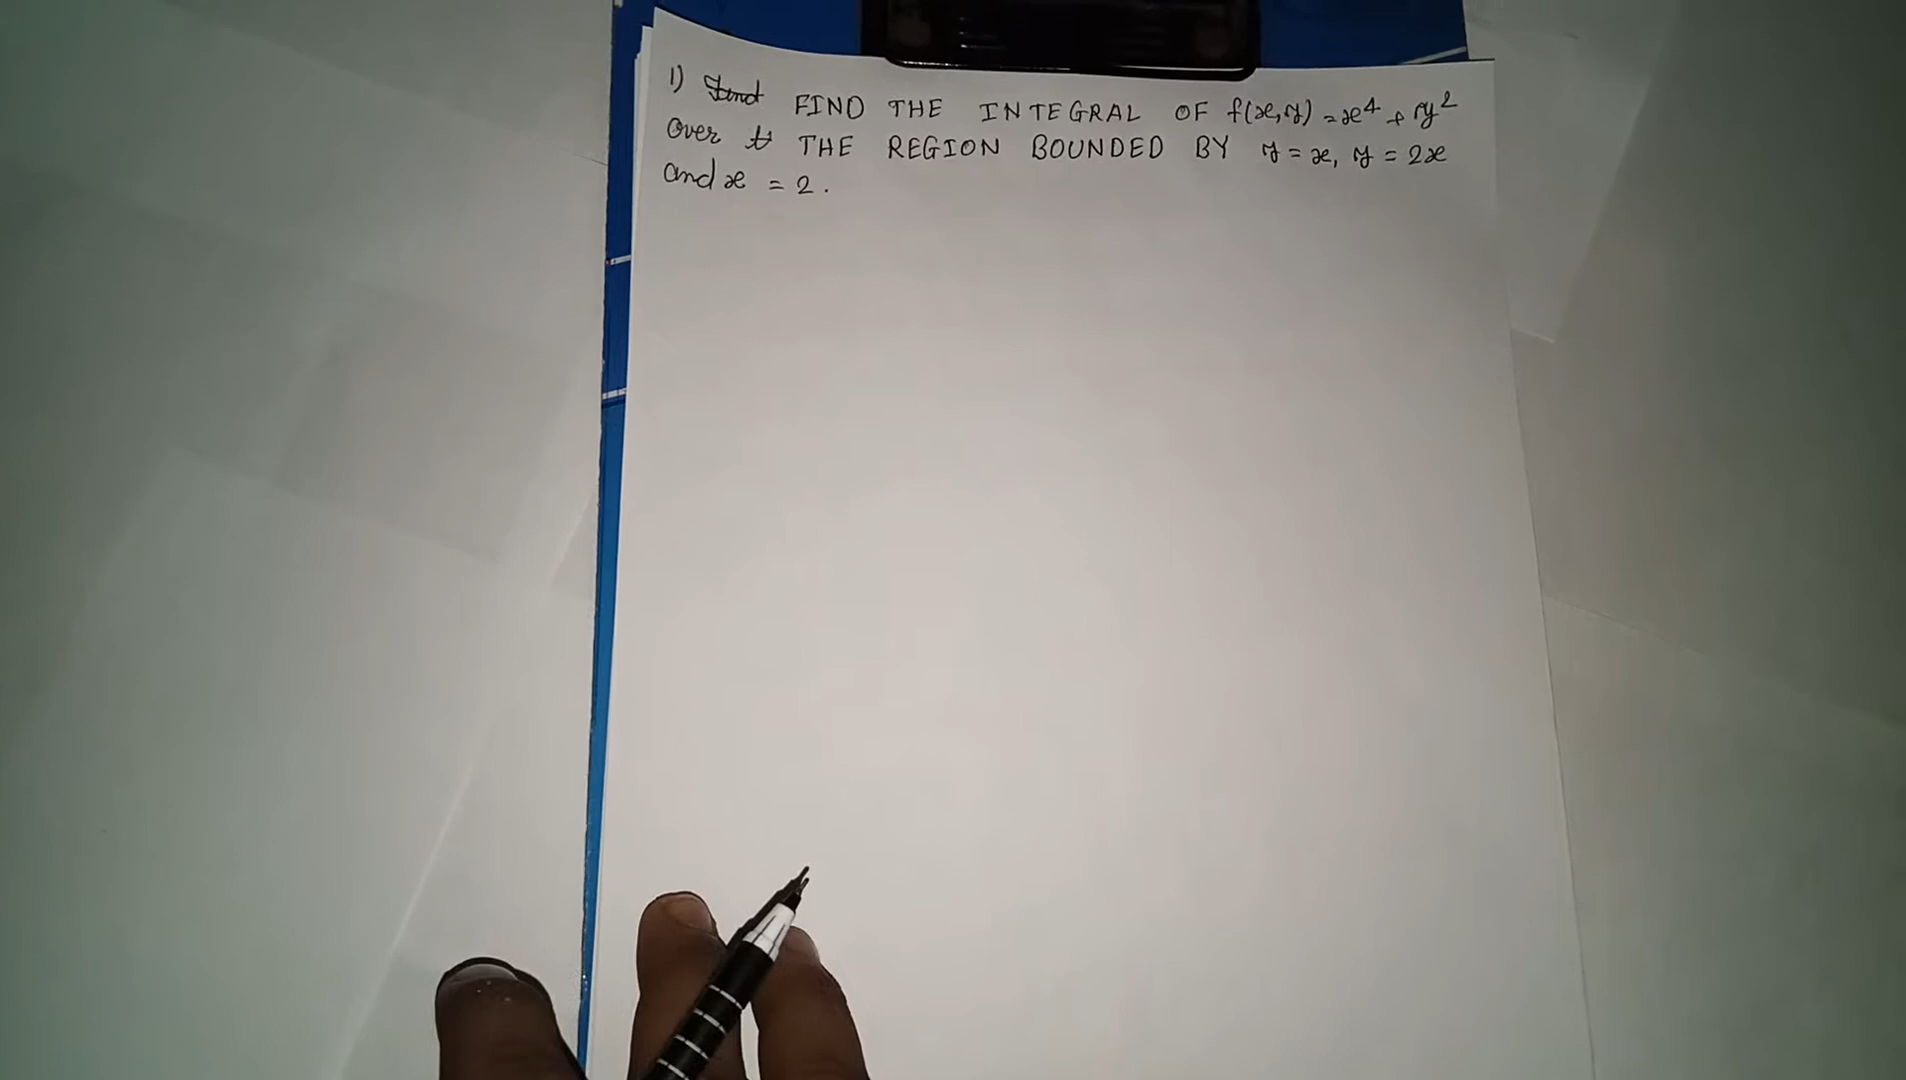 1) Find FIND THE INTEGRAL OF f(x,y) = x⁴ + y²
Over t THE REGION BOUNDED BY y = x, y = 2x
and x = 2.